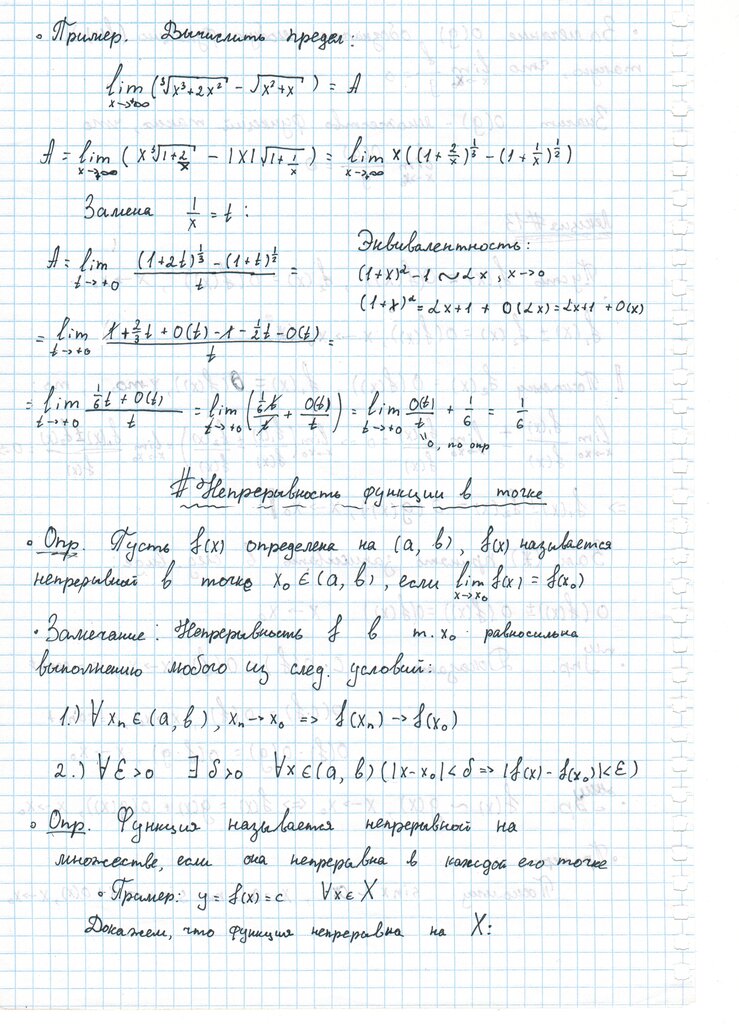 • Пример. Вычислить предел:
lim x→+∞ (∛(x³+2x²) - √(x²+x)) = A
A = lim x→+∞ (x∛(1+2/x) - |x|√(1+1/x)) = lim x→+∞ x((1+2/x)^(1/3) - (1+1/x)^(1/2))
Замена 1/x = t:
Эквивалентность:
A = lim t→+0 ((1+2t)^(1/3) - (1+t)^(1/2))/t =
(1+x)^α - 1 ~ αx, x→0
(1+x)^α = αx+1 + o(αx) = αx+1 + o(x)
= lim t→+0 (1+2/3t + o(t) - 1 - 1/2t - o(t))/t =
= lim t→+0 (1/6t + o(t))/t = lim t→+0 (1/6t/t + o(t)/t) = lim t→+0 o(t)/t + 1/6 = 1/6
" 0, по опр
# Непрерывность функции в точке
• Опр. Пусть f(x) определена на (a, b), f(x) называется
непрерывной в точке x₀ ∈ (a, b), если lim x→x₀ f(x) = f(x₀)
• Замечание: Непрерывность f в т. x₀ равносильна
выполнению любого из след. условий:
1.) ∀ xₙ ∈ (a, b), xₙ → x₀ => f(xₙ) → f(x₀)
2.) ∀ ε>0 ∃ δ>0 ∀x ∈ (a, b) (|x-x₀|<δ => |f(x) - f(x₀)|<ε)
• Опр. Функция называется непрерывной на
множестве, если она непрерывна в каждой его точке
• Пример: y = f(x) = c ∀x ∈ X
Докажем, что функция непрерывна на X: